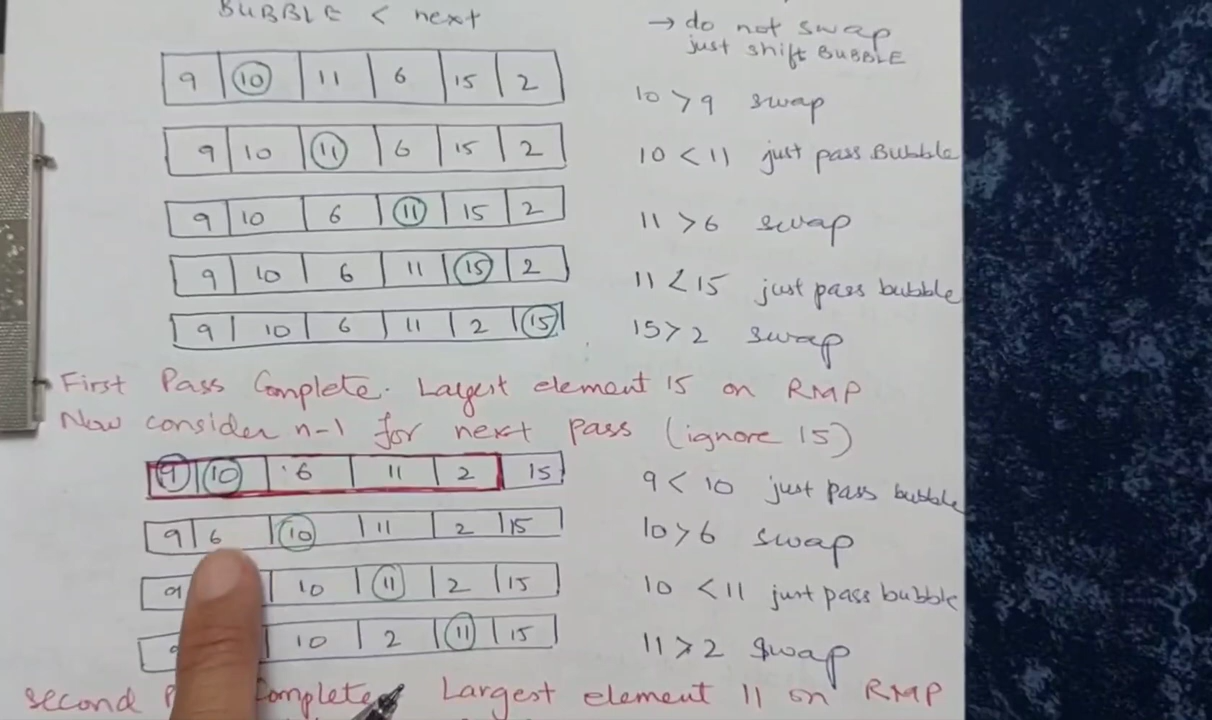 BUBBLE < next
→ do not swap
just shift BUBBLE
9 10 11 6 15 2
10 > 9 swap
9 10 11 6 15 2
10 < 11 just pass Bubble
9 10 6 11 15 2
11 > 6 swap
9 10 6 11 15 2
11 < 15 just pass bubble
9 10 6 11 2 15
15 > 2 swap
First Pass Complete. Largest element 15 on RMP
Now consider n-1 for next pass (ignore 15)
9 10 6 11 2 15
9 < 10 just pass bubble
9 6 10 11 2 15
10 > 6 swap
9 10 11 2 15
10 < 11 just pass bubble
10 2 11 15
11 > 2 swap
second Complete Largest element 11 on RMP